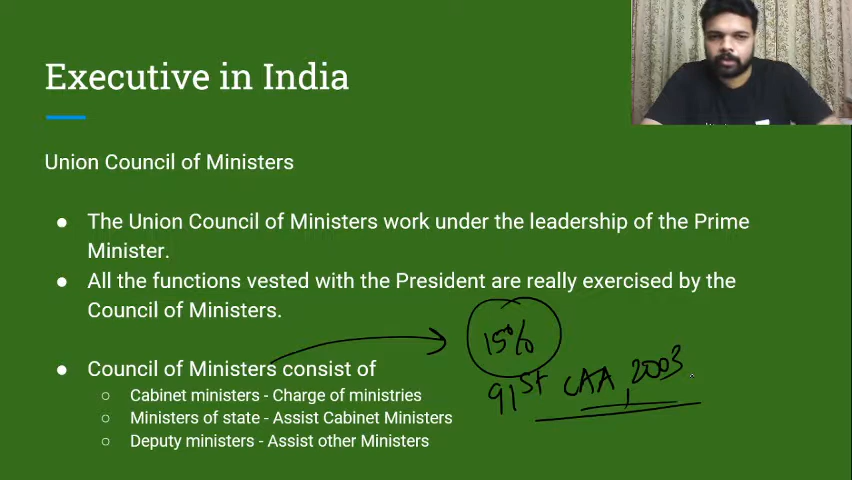 Executive in India
Union Council of Ministers
● The Union Council of Ministers work under the leadership of the Prime
Minister.
● All the functions vested with the President are really exercised by the
Council of Ministers.
15%
91st CAA, 2003
● Council of Ministers consist of
○ Cabinet ministers - Charge of ministries
○ Ministers of state - Assist Cabinet Ministers
○ Deputy ministers - Assist other Ministers